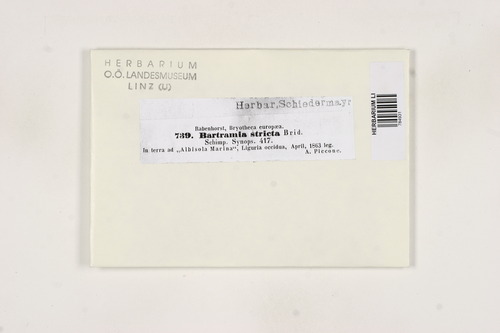 HERBARIUM
O.Ö. LANDESMUSEUM
LINZ (LI)
Herbar. Schiedermayr
Rabenhorst, Bryotheca europæa.
739. Bartramia stricta Brid.
Schimp. Synops. 417.
In terra ad „Albisola Marina“, Liguria occidua, April, 1863 leg.
A. Piccone.
HERBARIUM LI